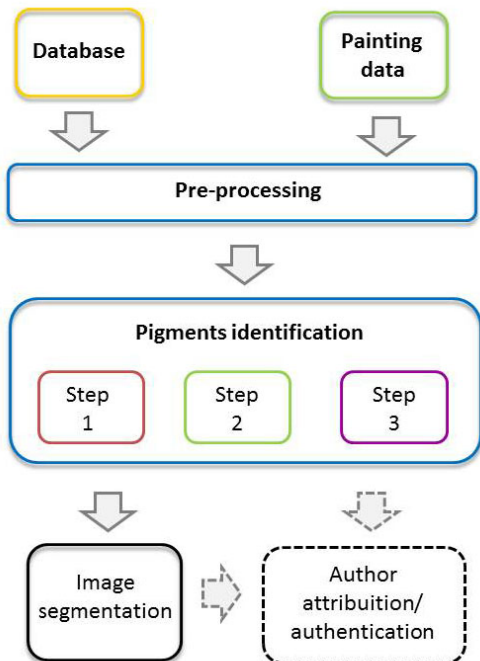 Database
Painting
data
Pre-processing
Pigments identification
Step
1
Step
2
Step
3
Image
segmentation
Author
attribuition/
authentication